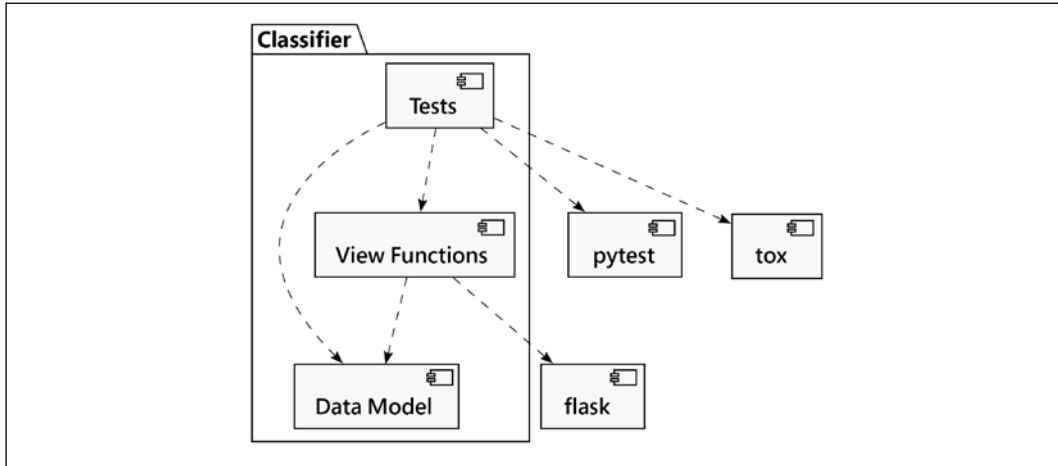 Classifier
Tests
View Functions
pytest
tox
Data Model
flask